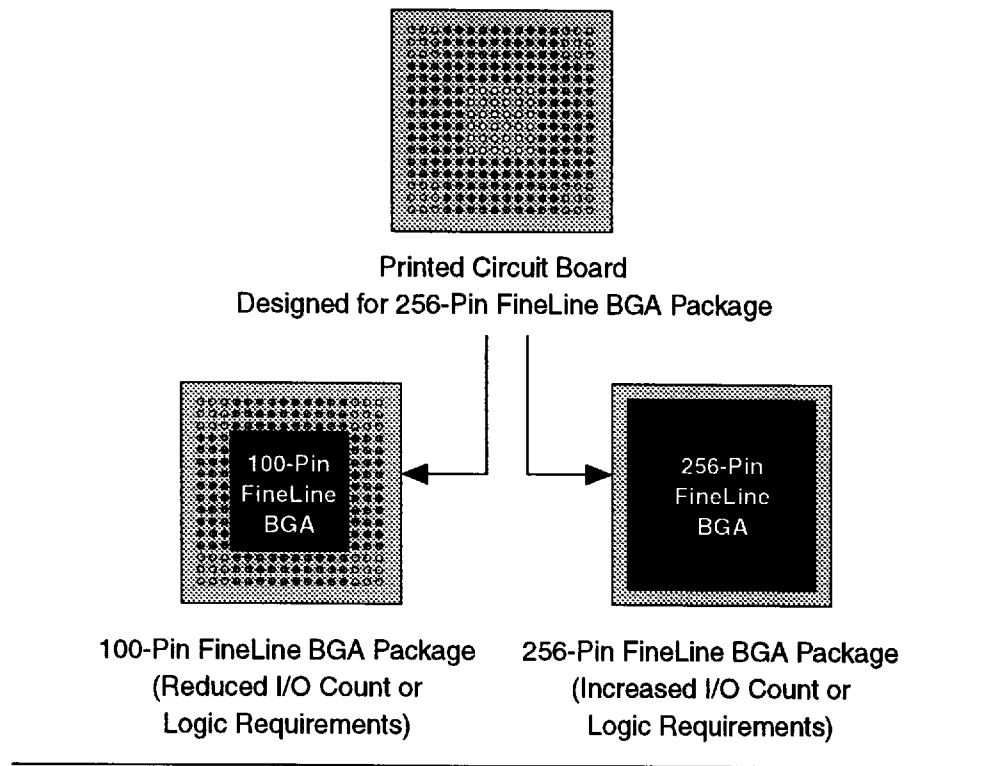 Printed Circuit Board
Designed for 256-Pin FineLine BGA Package
100-Pin
FineLine
BGA
256-Pin
FineLine
BGA
100-Pin FineLine BGA Package
(Reduced I/O Count or
Logic Requirements)
256-Pin FineLine BGA Package
(Increased I/O Count or
Logic Requirements)